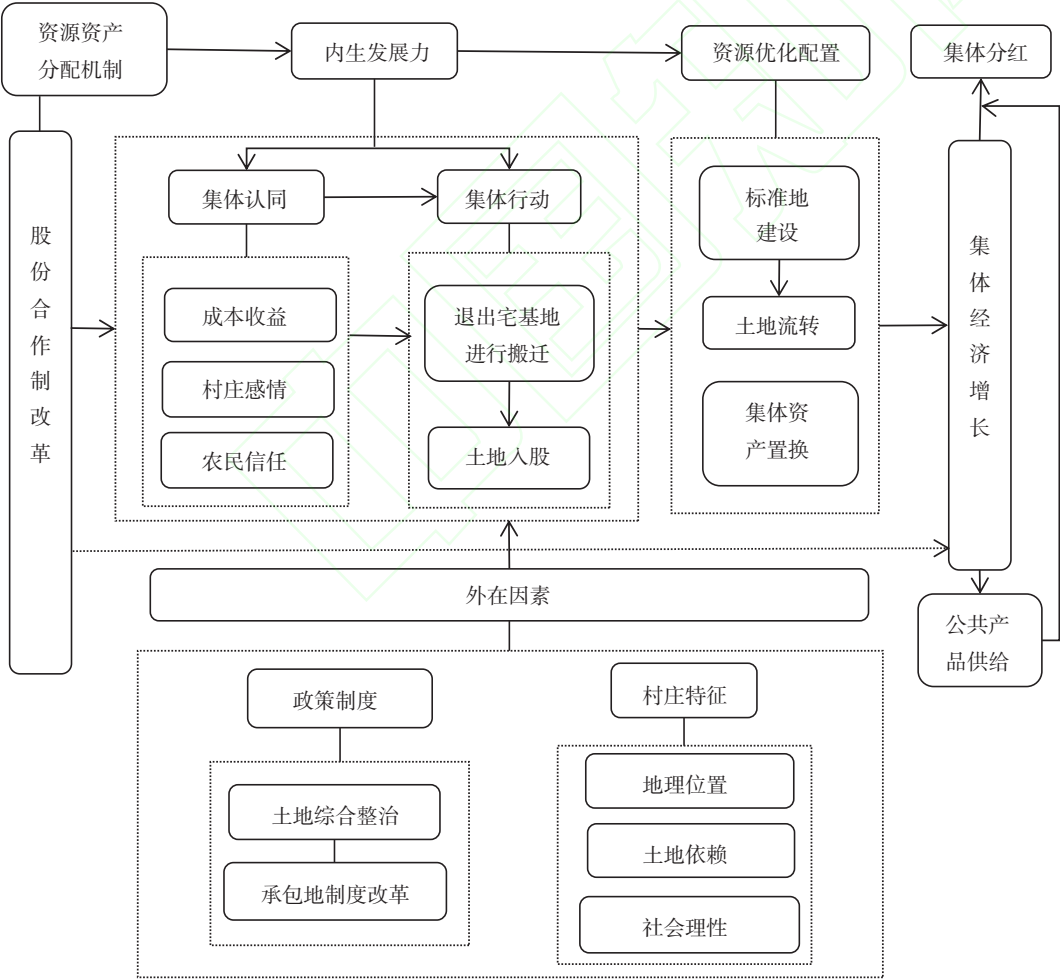 资源资产
分配机制
内生发展力
资源优化配置
集体分红
股份合作制改革
集体认同
集体行动
成本收益
村庄感情
农民信任
退出宅基地
进行搬迁
土地入股
标准地
建设
土地流转
集体资
产置换
集体经济增长
外在因素
公共产
品供给
政策制度
土地综合整治
承包地制度改革
村庄特征
地理位置
土地依赖
社会理性